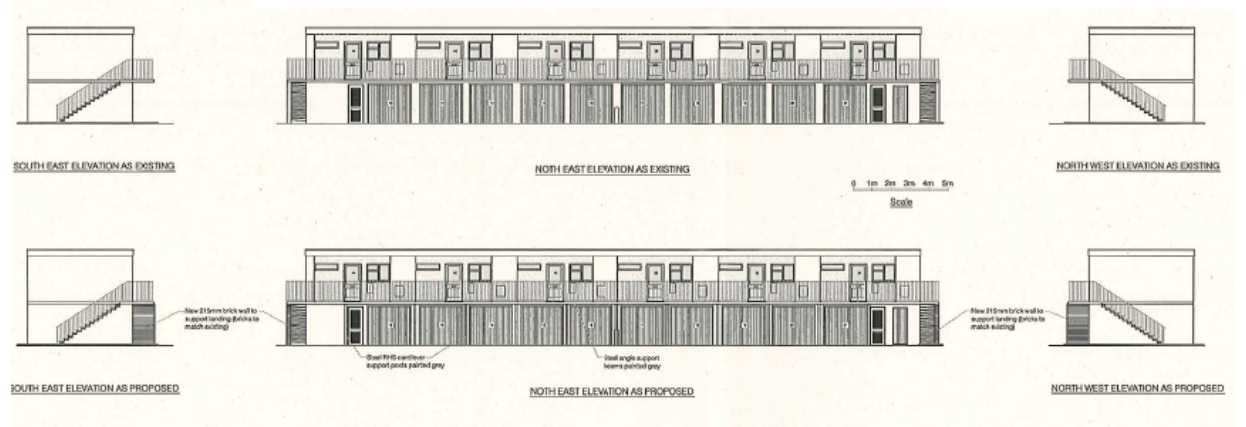 SOUTH EAST ELEVATION AS EXISTING
NOTH EAST ELEVATION AS EXISTING
NORTH WEST ELEVATION AS EXISTING
0 1m 2m 3m 4m 5m
Scale
New 215mm brick wall to
support landing (bricks to
match existing)
Steel RHS cantilever
support posts painted grey
Steel angle support
beams painted grey
New 215mm brick wall to
support landing (bricks to
match existing)
SOUTH EAST ELEVATION AS PROPOSED
NOTH EAST ELEVATION AS PROPOSED
NORTH WEST ELEVATION AS PROPOSED